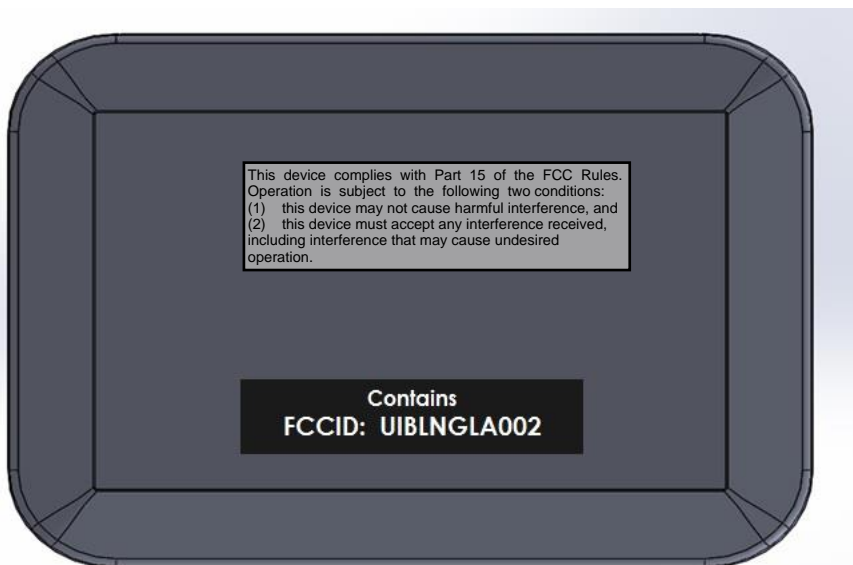 This device complies with Part 15 of the FCC Rules.
Operation is subject to the following two conditions:
(1) this device may not cause harmful interference, and
(2) this device must accept any interference received,
including interference that may cause undesired
operation.
Contains
FCCID: UIBLNGLA002